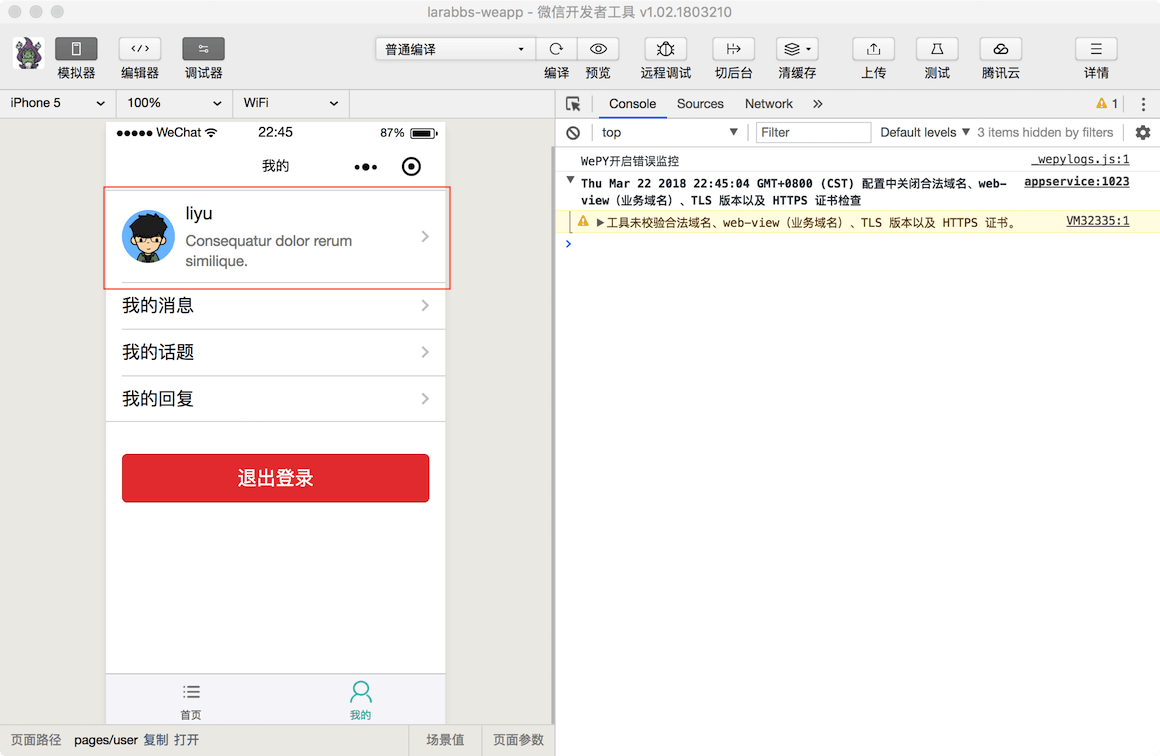 larabbs-weapp - 微信开发者工具 v1.02.1803210
模拟器 编辑器 调试器 普通编译 编译 预览 远程调试 切后台 清缓存 上传 测试 腾讯云 详情
iPhone 5 100% WiFi
WeChat 22:45 87%
我的
liyu
Consequatur dolor rerum
similique.
我的消息
我的话题
我的回复
退出登录
首页 我的
页面路径 pages/user 复制 打开 场景值 页面参数
Console Sources Network » 1
top Filter Default levels 3 items hidden by filters
WePY开启错误监控 _wepylogs.js:1
Thu Mar 22 2018 22:45:04 GMT+0800 (CST) 配置中关闭合法域名、web- appservice:1023
view（业务域名）、TLS 版本以及 HTTPS 证书检查
工具未校验合法域名、web-view（业务域名）、TLS 版本以及 HTTPS 证书。 VM32335:1